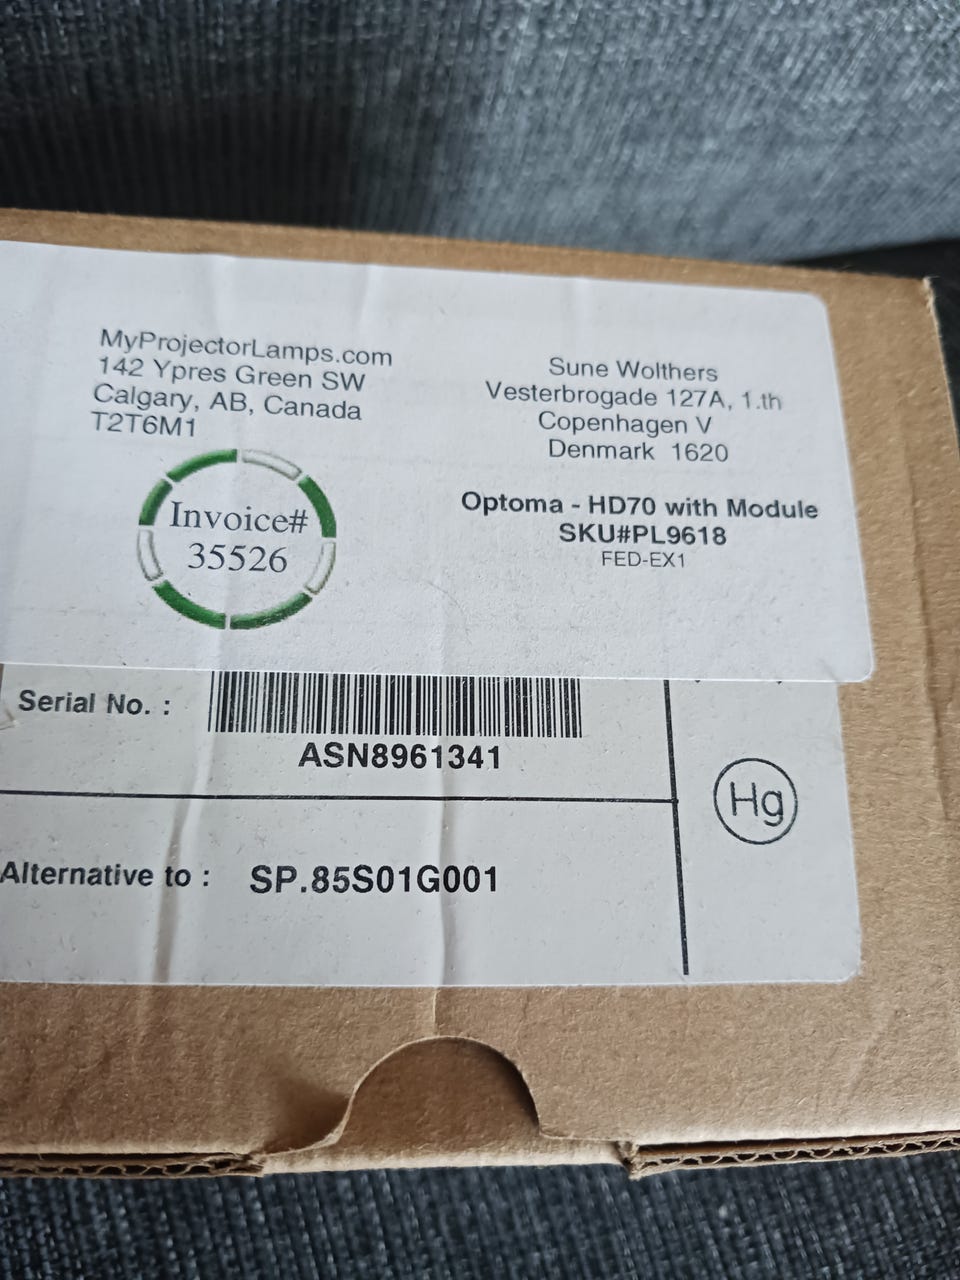 MyProjectorLamps.com
142 Ypres Green SW
Calgary, AB, Canada
T2T6M1
Invoice#
35526
Sune Wolthers
Vesterbrogade 127A, 1.th
Copenhagen V
Denmark 1620
Optoma - HD70 with Module
SKU#PL9618
FED-EX1
Serial No. :
ASN8961341
Hg
Alternative to : SP.85S01G001